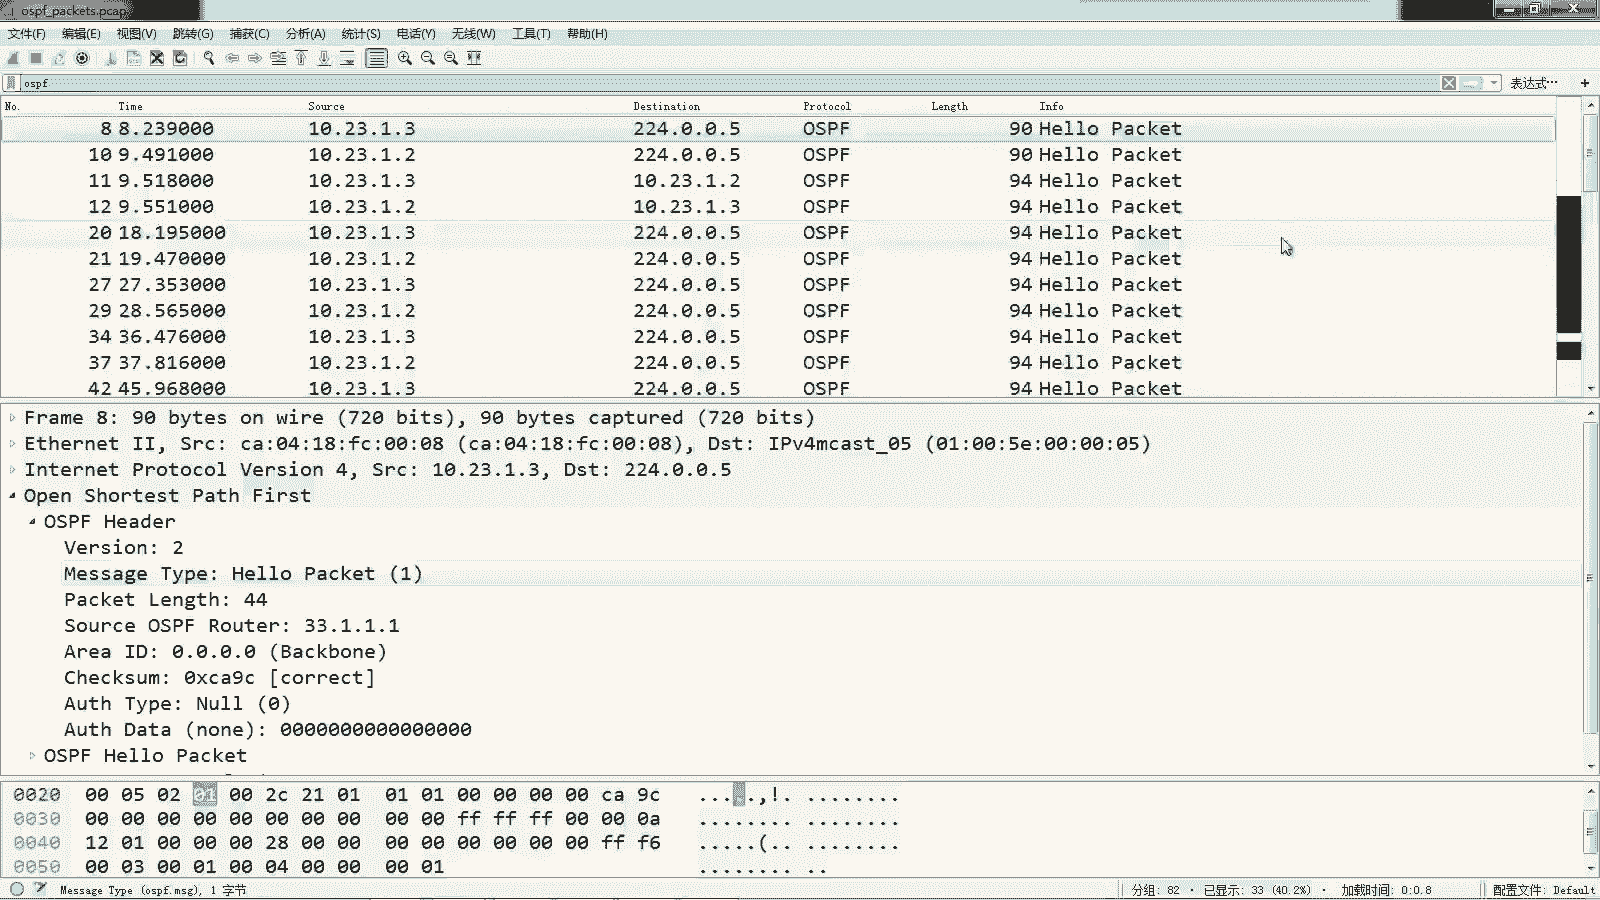 ospf_packets.pcap
文件(F) 编辑(E) 视图(V) 跳转(G) 捕获(C) 分析(A) 统计(S) 电话(Y) 无线(W) 工具(T) 帮助(H)
ospf 表达式… +
No. Time Source Destination Protocol Length Info
8 8.239000 10.23.1.3 224.0.0.5 OSPF 90 Hello Packet
10 9.491000 10.23.1.2 224.0.0.5 OSPF 90 Hello Packet
11 9.518000 10.23.1.3 10.23.1.2 OSPF 94 Hello Packet
12 9.551000 10.23.1.2 10.23.1.3 OSPF 94 Hello Packet
20 18.195000 10.23.1.3 224.0.0.5 OSPF 94 Hello Packet
21 19.470000 10.23.1.2 224.0.0.5 OSPF 94 Hello Packet
27 27.353000 10.23.1.3 224.0.0.5 OSPF 94 Hello Packet
29 28.565000 10.23.1.2 224.0.0.5 OSPF 94 Hello Packet
34 36.476000 10.23.1.3 224.0.0.5 OSPF 94 Hello Packet
37 37.816000 10.23.1.2 224.0.0.5 OSPF 94 Hello Packet
42 45.968000 10.23.1.3 224.0.0.5 OSPF 94 Hello Packet
Frame 8: 90 bytes on wire (720 bits), 90 bytes captured (720 bits)
Ethernet II, Src: ca:04:18:fc:00:08 (ca:04:18:fc:00:08), Dst: IPv4mcast_05 (01:00:5e:00:00:05)
Internet Protocol Version 4, Src: 10.23.1.3, Dst: 224.0.0.5
Open Shortest Path First
OSPF Header
Version: 2
Message Type: Hello Packet (1)
Packet Length: 44
Source OSPF Router: 33.1.1.1
Area ID: 0.0.0.0 (Backbone)
Checksum: 0xca9c [correct]
Auth Type: Null (0)
Auth Data (none): 0000000000000000
OSPF Hello Packet
0020 00 05 02 01 00 2c 21 01 01 01 00 00 00 00 ca 9c .....,!. ........
0030 00 00 00 00 00 00 00 00 00 00 ff ff ff 00 00 0a ........ ........
0040 12 01 00 00 00 28 00 00 00 00 00 00 00 00 ff f6 .....(.. ........
0050 00 03 00 01 00 04 00 00 00 01 ........ ..
Message Type (ospf.msg), 1 字节 分组: 82 · 已显示: 33 (40.2%) · 加载时间: 0:0.8 配置文件: Default